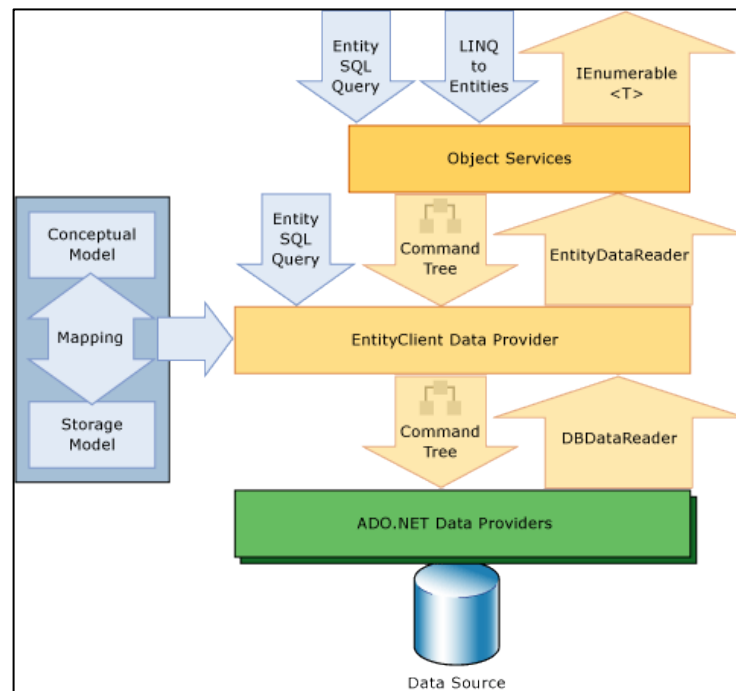 Entity
SQL
Query
LINQ
to
Entities
IEnumerable
<T>
Object Services
Conceptual
Model
Mapping
Storage
Model
Entity
SQL
Query
Command
Tree
EntityDataReader
EntityClient Data Provider
Command
Tree
DBDataReader
ADO.NET Data Providers
Data Source